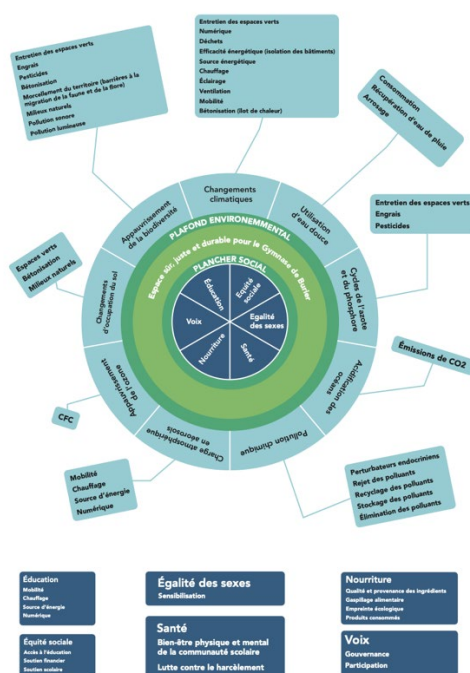 Entretien des espaces verts
Engrais
Pesticides
Bétonisation
Morcellement du territoire (barrières à la
migration de la faune et de la flore)
Milieux naturels
Pollution sonore
Pollution lumineuse
Entretien des espaces verts
Numérique
Déchets
Efficacité énergétique (isolation des bâtiments)
Source énergétique
Chauffage
Éclairage
Ventilation
Mobilité
Bétonisation (îlot de chaleur)
Consommation
Récupération d'eau de pluie
Arrosage
Entretien des espaces verts
Engrais
Pesticides
Émissions de CO2
Perturbateurs endocriniens
Rejet des polluants
Recyclage des polluants
Stockage des polluants
Élimination des polluants
Mobilité
Chauffage
Source d'énergie
Numérique
CFC
Espaces verts
Bétonisation
Milieux naturels
Changements
climatiques
Utilisation
d'eau douce
Cycles de l'azote
et du phosphore
Acidification des
océans
Pollution chimique
Charge atmosphérique
en aérosols
Appauvrissement
de l'ozone
Changements
d'occupation du sol
Appauvrissement
de la biodiversité
PLAFOND ENVIRONEMMENTAL
Espace sûr, juste et durable pour le Gymnase de Burier
PLANCHER SOCIAL
Éducation
Equité
sociale
Egalité
des sexes
Santé
Nourriture
Voix
Éducation
Mobilité
Chauffage
Source d'énergie
Numérique
Équité sociale
Accès à l'éducation
Soutien financier
Soutien scolaire
Égalité des sexes
Sensibilisation
Santé
Bien-être physique et mental
de la communauté scolaire
Lutte contre le harcèlement
Nourriture
Qualité et provenance des ingrédients
Gaspillage alimentaire
Empreinte écologique
Produits consommés
Voix
Gouvernance
Participation